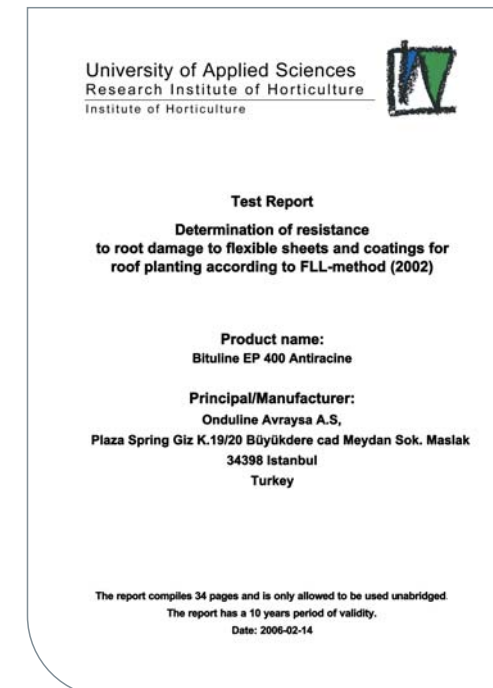 University of Applied Sciences
Research Institute of Horticulture
Institute of Horticulture
Test Report
Determination of resistance
to root damage to flexible sheets and coatings for
roof planting according to FLL-method (2002)
Product name:
Bituline EP 400 Antiracine
Principal/Manufacturer:
Onduline Avraysa A.S,
Plaza Spring Giz K.19/20 Büyükdere cad Meydan Sok. Maslak
34398 Istanbul
Turkey
The report compiles 34 pages and is only allowed to be used unabridged.
The report has a 10 years period of validity.
Date: 2006-02-14